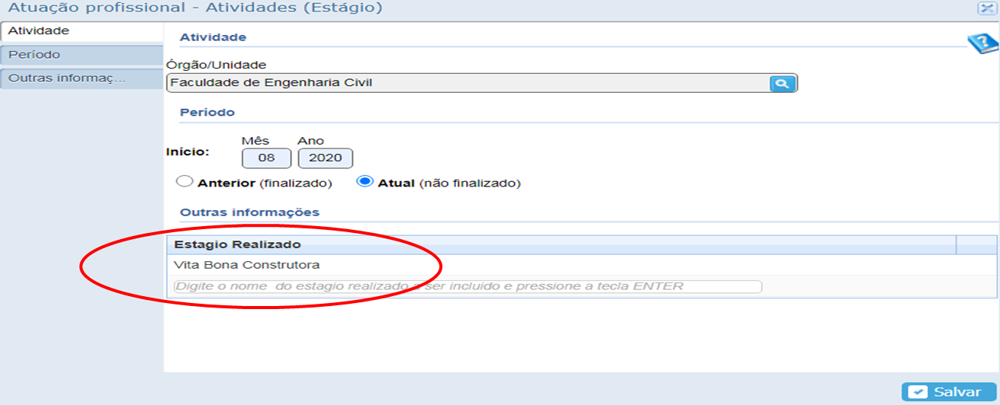 Atuação profissional - Atividades (Estágio)
Atividade
Período
Outras informaç...
Atividade
Órgão/Unidade
Faculdade de Engenharia Civil
Período
Mês Ano
Início: 08 2020
Anterior (finalizado) Atual (não finalizado)
Outras informações
Estagio Realizado
Vita Bona Construtora
Digite o nome do estagio realizado a ser incluido e pressione a tecla ENTER
Salvar